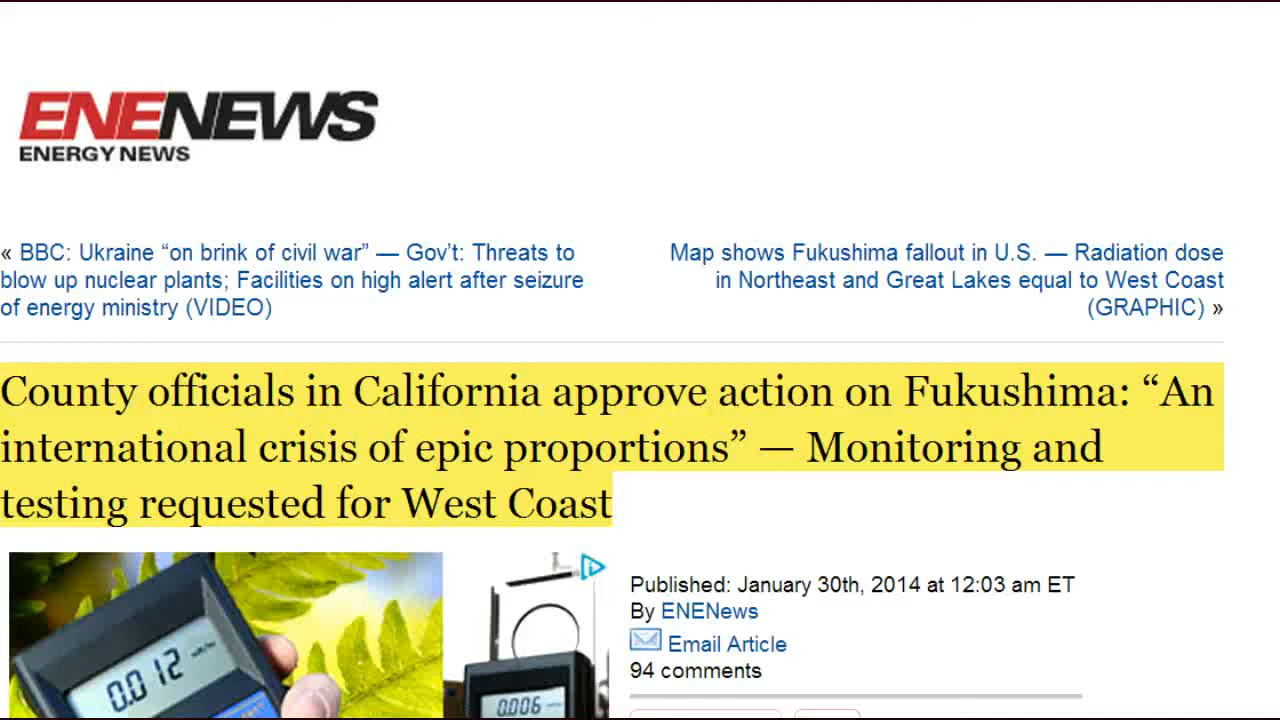 ENENEWS
ENERGY NEWS
« BBC: Ukraine “on brink of civil war” — Gov’t: Threats to
blow up nuclear plants; Facilities on high alert after seizure
of energy ministry (VIDEO)
Map shows Fukushima fallout in U.S. — Radiation dose
in Northeast and Great Lakes equal to West Coast
(GRAPHIC) »
County officials in California approve action on Fukushima: “An
international crisis of epic proportions” — Monitoring and
testing requested for West Coast
0.012
0.006
Published: January 30th, 2014 at 12:03 am ET
By ENENews
Email Article
94 comments